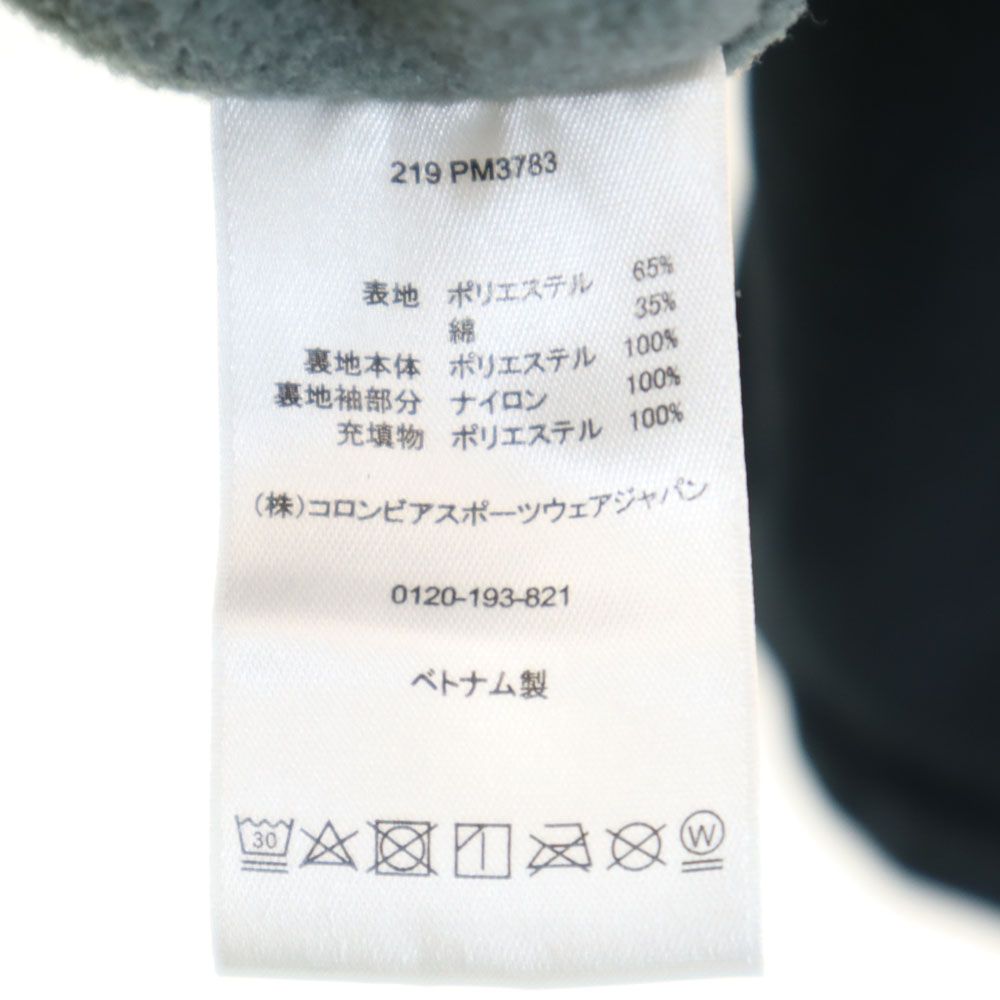 219 PM3783
表地 ポリエステル 65%
綿 35%
裏地本体 ポリエステル 100%
裏地袖部分 ナイロン 100%
充填物 ポリエステル 100%
(株)コロンビアスポーツウェアジャパン
0120-193-821
ベトナム製
30 W